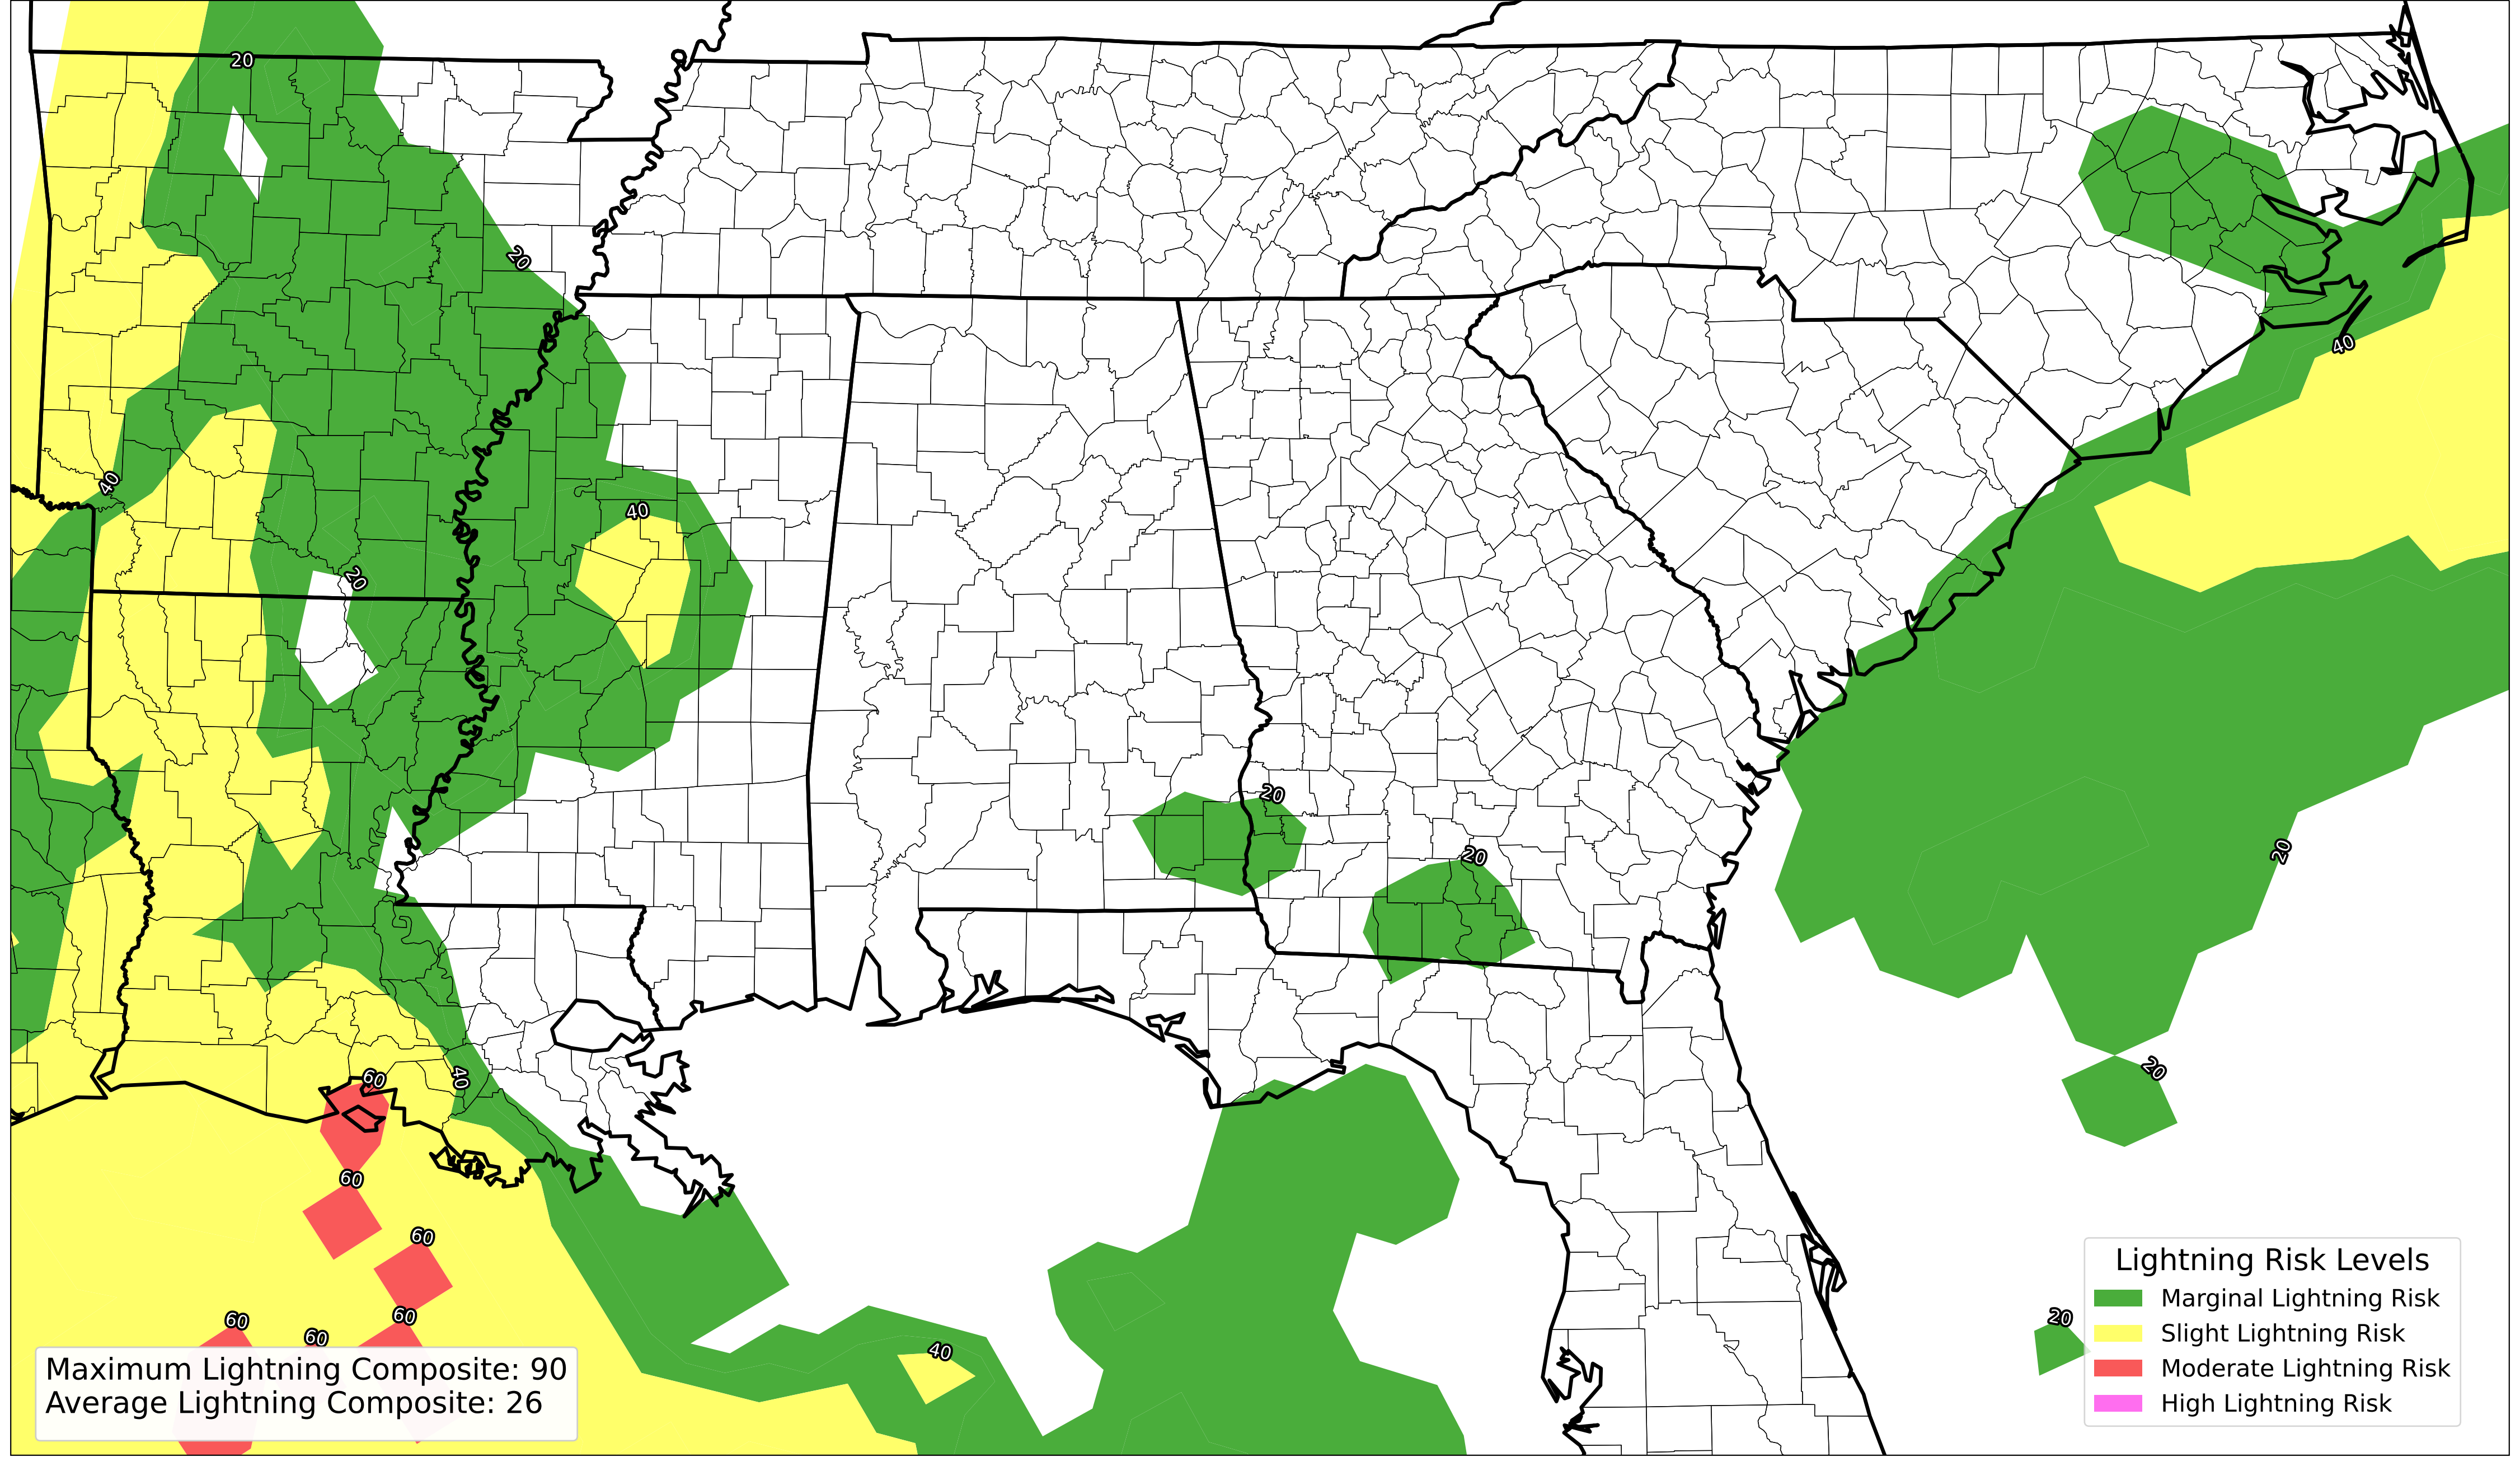 20
20
40
40
40
20
20
20
20
20
60
40
20
60
60
60
60
60
40
20
Lightning Risk Levels
Marginal Lightning Risk
Slight Lightning Risk
Moderate Lightning Risk
High Lightning Risk
Maximum Lightning Composite: 90
Average Lightning Composite: 26